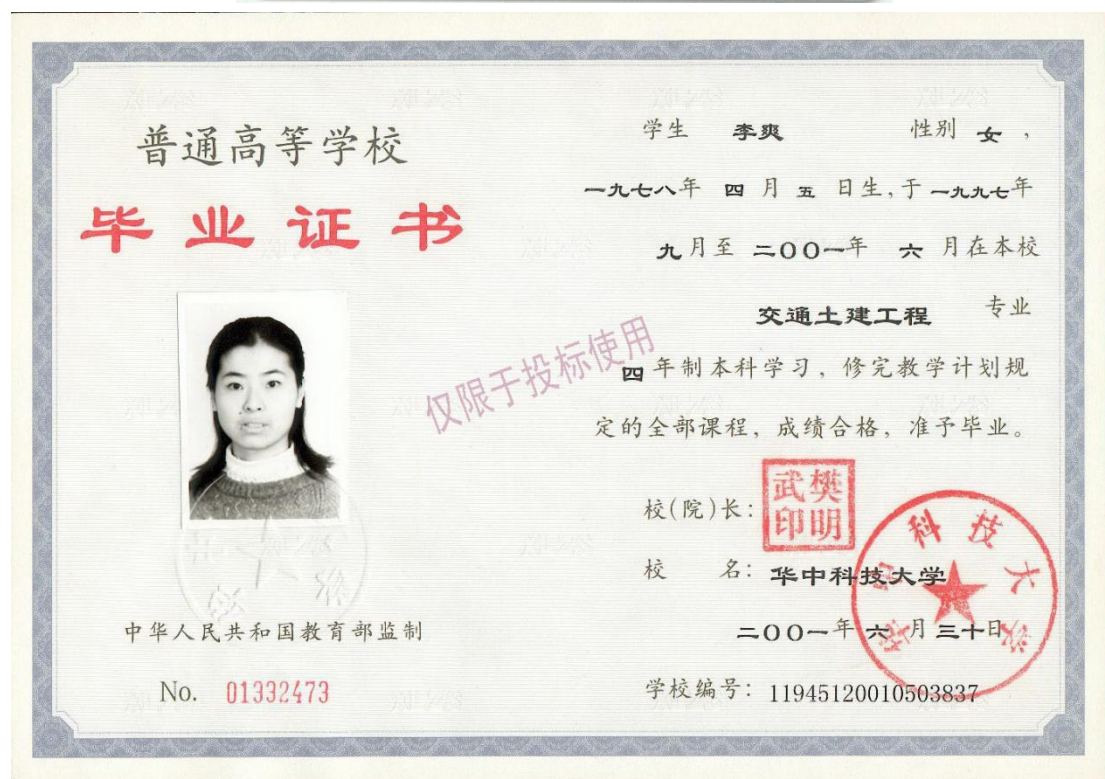 普通高等学校
毕业证书
中华人民共和国教育部监制
No. 01332473
学生 李爽 性别 女，
一九七八年 四 月 五 日生,于 一九九七年
九月至 二〇〇一年 六 月在本校
交通土建工程 专业
四 年制本科学习，修完教学计划规
定的全部课程，成绩合格，准予毕业。
校(院)长：
樊明
武印
校 名：华中科技大学
二〇〇一年 六 月 三十日
学校编号：11945120010503837
华中科技大学
仅限于投标使用